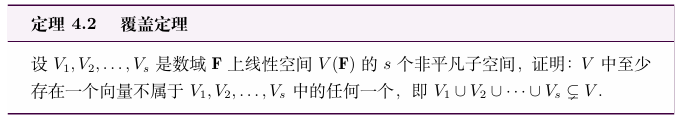 定理 4.2 覆盖定理
设 V₁, V₂, . . . , Vₛ 是数域 F 上线性空间 V(F) 的 s 个非平凡子空间，证明：V 中至少
存在一个向量不属于 V₁, V₂, . . . , Vₛ 中的任何一个，即 V₁ ∪ V₂ ∪ · · · ∪ Vₛ ⊊ V .